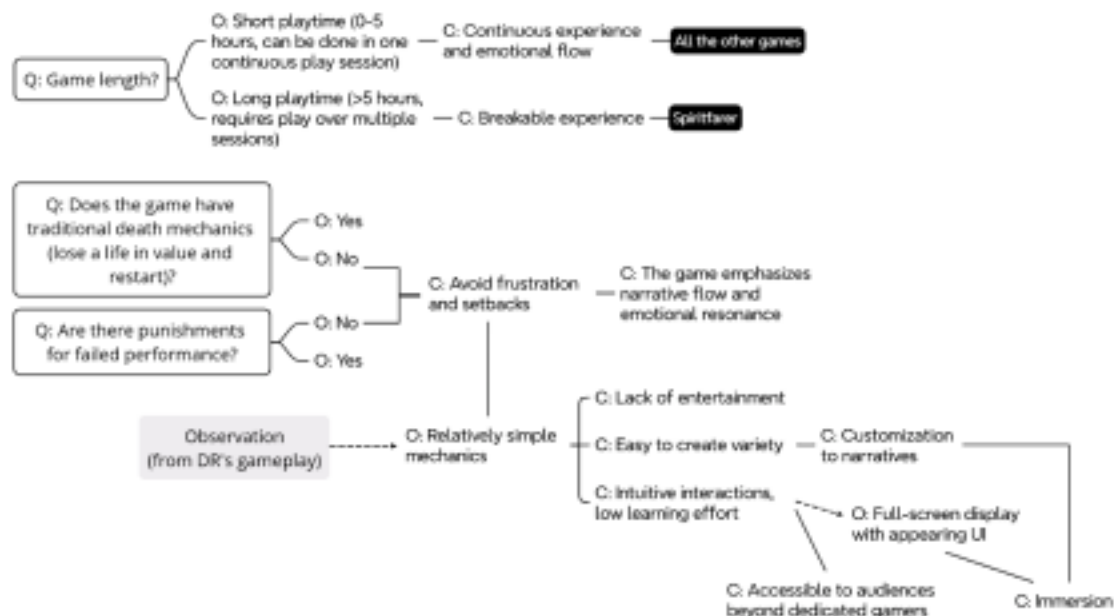 Q: Game length?
O: Short playtime (0-5
hours, can be done in one
continuous play session)
C: Continuous experience
and emotional flow
All the other games
O: Long playtime (>5 hours,
requires play over multiple
sessions)
C: Breakable experience
Spiritfarer
Q: Does the game have
traditional death mechanics
(lose a life in value and
restart)?
O: Yes
O: No
Q: Are there punishments
for failed performance?
O: No
O: Yes
C: Avoid frustration
and setbacks
C: The game emphasizes
narrative flow and
emotional resonance
Observation
(from DR's gameplay)
O: Relatively simple
mechanics
C: Lack of entertainment
C: Easy to create variety
C: Customization
to narratives
C: Intuitive interactions,
low learning effort
O: Full-screen display
with appearing UI
C: Accessible to audiences
beyond dedicated gamers
C: Immersion